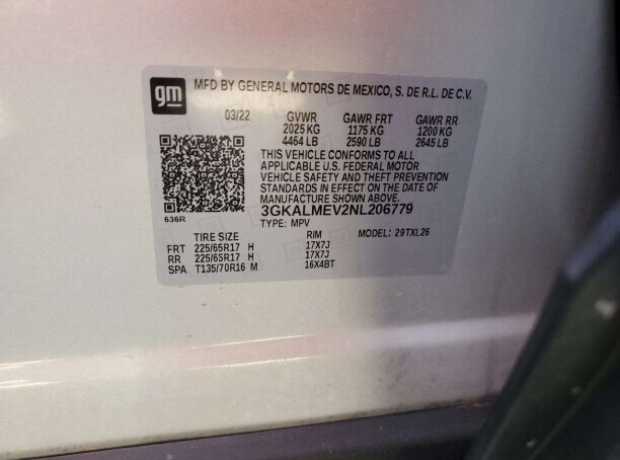 gm
MFD BY GENERAL MOTORS DE MEXICO, S. DE R.L. DE C.V.
03/22 GVWR GAWR FRT GAWR RR
2025 KG 1175 KG 1200 KG
4464 LB 2590 LB 2645 LB
THIS VEHICLE CONFORMS TO ALL
APPLICABLE U.S. FEDERAL MOTOR
VEHICLE SAFETY AND THEFT PREVENTION
STANDARDS IN EFFECT ON THE DATE OF
MANUFACTURE SHOWN ABOVE.
3GKALMEV2NL206779
636R
TYPE: MPV
TIRE SIZE RIM MODEL: 29TXL26
FRT 225/65R17 H 17X7J
RR 225/65R17 H 17X7J
SPA T135/70R16 M 16X4BT